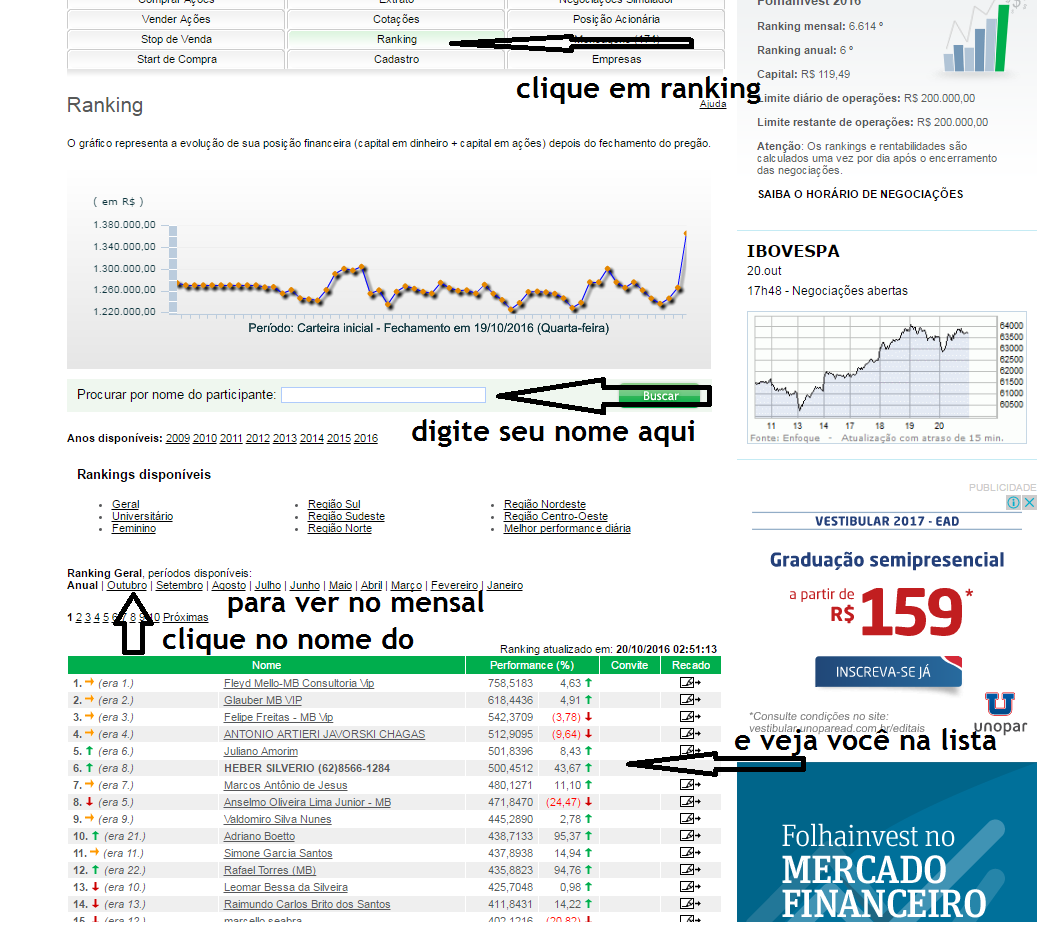 Comprar Ações Extrato Negociações Simulador
Vender Ações Cotações Posição Acionária
Stop de Venda Ranking Mensagens (174)
Start de Compra Cadastro Empresas
clique em ranking
Ranking
Ajuda
O gráfico representa a evolução de sua posição financeira (capital em dinheiro + capital em ações) depois do fechamento do pregão.
( em R$ )
1.380.000,00
1.340.000,00
1.300.000,00
1.260.000,00
1.220.000,00
Período: Carteira inicial - Fechamento em 19/10/2016 (Quarta-feira)
Procurar por nome do participante: Buscar
digite seu nome aqui
Anos disponíveis: 2009 2010 2011 2012 2013 2014 2015 2016
Rankings disponíveis
Geral Região Sul Região Nordeste
Universitário Região Sudeste Região Centro-Oeste
Feminino Região Norte Melhor performance diária
Ranking Geral, períodos disponíveis:
Anual | Outubro | Setembro | Agosto | Julho | Junho | Maio | Abril | Março | Fevereiro | Janeiro
para ver no mensal
1 2 3 4 5 6 7 8 9 10 Próximas
clique no nome do
Ranking atualizado em: 20/10/2016 02:51:13
Nome Performance (%) Convite Recado
1. (era 1.) Fleyd Mello-MB Consultoria Vip 758,5183 4,63
2. (era 2.) Glauber MB VIP 618,4436 4,91
3. (era 3.) Felipe Freitas - MB Vip 542,3709 (3,78)
4. (era 4.) ANTONIO ARTIERI JAVORSKI CHAGAS 512,9095 (9,64)
5. (era 6.) Juliano Amorim 501,8396 8,43
6. (era 8.) HEBER SILVERIO (62)8566-1284 500,4512 43,67
7. (era 7.) Marcos Antônio de Jesus 480,1271 11,10
8. (era 5.) Anselmo Oliveira Lima Junior - MB 471,8470 (24,47)
9. (era 9.) Valdomiro Silva Nunes 445,2890 2,78
10. (era 21.) Adriano Boetto 438,7133 95,37
11. (era 11.) Simone Garcia Santos 437,8938 14,94
12. (era 22.) Rafael Torres (MB) 435,8823 94,76
13. (era 10.) Leomar Bessa da Silveira 425,7048 0,98
14. (era 13.) Raimundo Carlos Brito dos Santos 411,8431 14,22
15. (era 12.) marcello seabra 402,1216 (20,82)
e veja você na lista
Folhainvest 2016
Ranking mensal: 6.614 º
Ranking anual: 6 º
Capital: R$ 119,49
Limite diário de operações: R$ 200.000,00
Limite restante de operações: R$ 200.000,00
Atenção: Os rankings e rentabilidades são
calculados uma vez por dia após o encerramento
das negociações.
SAIBA O HORÁRIO DE NEGOCIAÇÕES
IBOVESPA
20.out
17h48 - Negociações abertas
64000
63000
62500
62000
61500
61000
60500
11 13 14 17 18 19 20
Fonte: Enfoque - Atualização com atraso de 15 min.
PUBLICIDADE
VESTIBULAR 2017 - EAD
Graduação semipresencial
a partir de
R$ 159*
INSCREVA-SE JÁ
*Consulte condições no site:
vestibular.unoparead.com.br/editais
unopar
Folhainvest no
MERCADO
FINANCEIRO